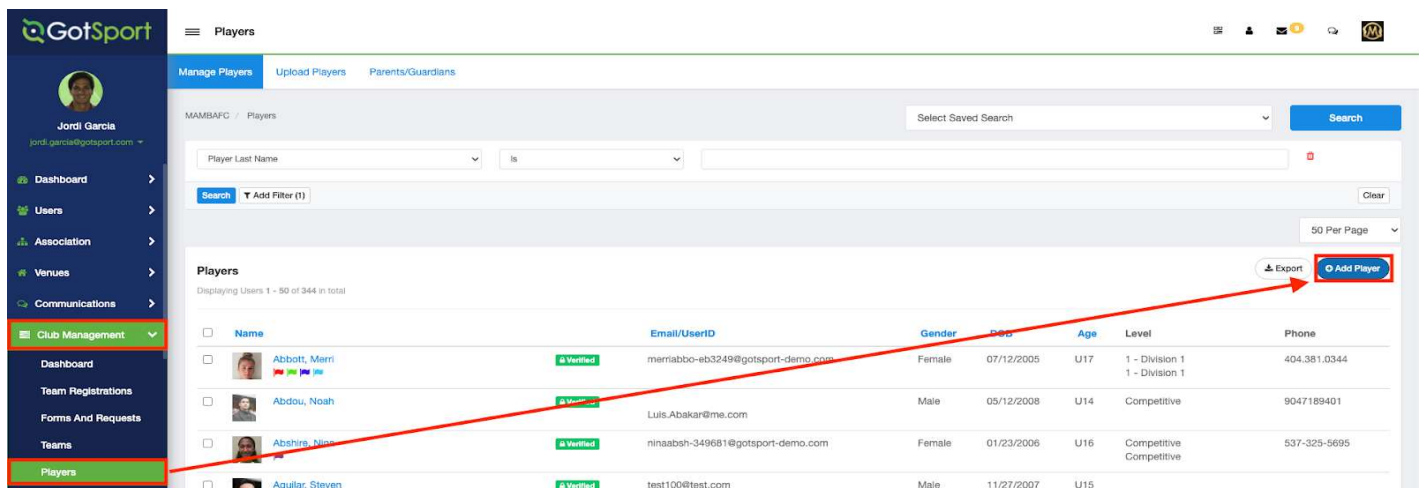 GotSport
Players
0
Manage Players Upload Players Parents/Guardians
Jordi Garcia
jordi.garcia@gotsport.com
MAMBAFC / Players
Select Saved Search
Search
Player Last Name
Is
Search
Add Filter (1)
Clear
50 Per Page
Dashboard
Users
Association
Venues
Communications
Club Management
Dashboard
Team Registrations
Forms And Requests
Teams
Players
Players
Export
Add Player
Displaying Users 1 - 50 of 344 in total
Name Email/UserID Gender DOB Age Level Phone
Abbott, Merri Verified merriabbo-eb3249@gotsport-demo.com Female 07/12/2005 U17 1 - Division 1 404.381.0344
1 - Division 1
Abdou, Noah Verified Male 05/12/2008 U14 Competitive 9047189401
Luis.Abakar@me.com
Abshire, Nina Verified ninaabsh-349681@gotsport-demo.com Female 01/23/2006 U16 Competitive 537-325-5695
Competitive
Aguilar, Steven Verified test100@test.com Male 11/27/2007 U15